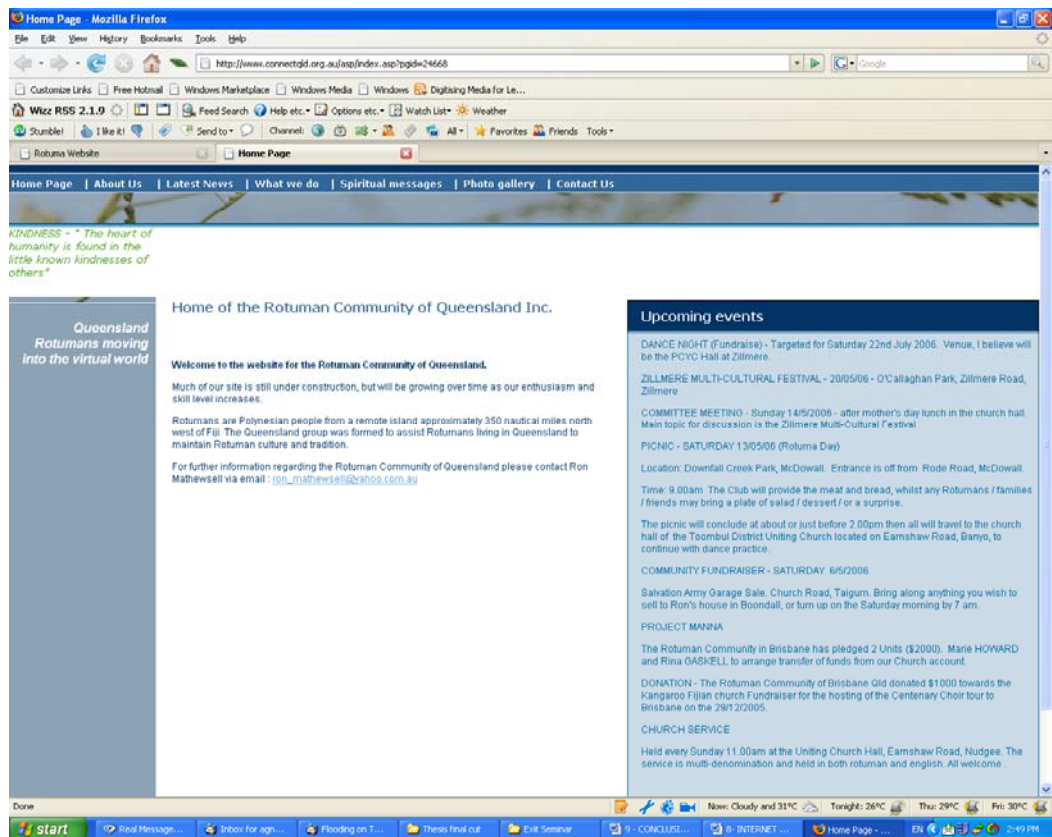 Home Page - Mozilla Firefox
File Edit View History Bookmarks Tools Help
http://www.connectqld.org.au/asp/index.asp?pgid=24668
Google
Customize Links Free Hotmail Windows Marketplace Windows Media Windows Digitising Media for Le...
Wizz RSS 2.1.9 Feed Search Help etc. Options etc. Watch List Weather
Stumble! I like it! Send to Channel: All Favorites Friends Tools
Rotuma Website Home Page
Home Page | About Us | Latest News | What we do | Spiritual messages | Photo gallery | Contact Us
KINDNESS - " The heart of
humanity is found in the
little known kindnesses of
others"
Queensland
Rotumans moving
into the virtual world
Home of the Rotuman Community of Queensland Inc.
Welcome to the website for the Rotuman Community of Queensland.
Much of our site is still under construction, but will be growing over time as our enthusiasm and
skill level increases.
Rotumans are Polynesian people from a remote island approximately 350 nautical miles north
west of Fiji. The Queensland group was formed to assist Rotumans living in Queensland to
maintain Rotuman culture and tradition.
For further information regarding the Rotuman Community of Queensland please contact Ron
Mathewsell via email : ron_mathewsell@yahoo.com.au
Upcoming events
DANCE NIGHT (Fundraise) - Targeted for Saturday 22nd July 2006. Venue, I believe will
be the PCYC Hall at Zillmere.
ZILLMERE MULTI-CULTURAL FESTIVAL - 20/05/06 - O'Callaghan Park, Zillmere Road,
Zillmere
COMMITTEE MEETING - Sunday 14/5/2006 - after mother's day lunch in the church hall.
Main topic for discussion is the Zillmere Multi-Cultural Festival
PICNIC - SATURDAY 13/05/06 (Rotuma Day)
Location: Downfall Creek Park, McDowall. Entrance is off from Rode Road, McDowall.
Time: 9.00am The Club will provide the meat and bread, whilst any Rotumans / families
/ friends may bring a plate of salad / dessert / or a surprise.
The picnic will conclude at about or just before 2.00pm then all will travel to the church
hall of the Toombul District Uniting Church located on Earnshaw Road, Banyo, to
continue with dance practice.
COMMUNITY FUNDRAISER - SATURDAY 6/5/2006
Salvation Army Garage Sale. Church Road, Taigum. Bring along anything you wish to
sell to Ron's house in Boondall, or turn up on the Saturday morning by 7 am.
PROJECT MANNA
The Rotuman Community in Brisbane has pledged 2 Units ($2000). Marie HOWARD
and Rina GASKELL to arrange transfer of funds from our Church account.
DONATION - The Rotuman Community of Brisbane Qld donated $1000 towards the
Kangaroo Fijian church Fundraiser for the hosting of the Centenary Choir tour to
Brisbane on the 29/12/2005.
CHURCH SERVICE
Held every Sunday 11.00am at the Uniting Church Hall, Earnshaw Road, Nudgee. The
service is multi-denomination and held in both rotuman and english. All welcome .
Done Now: Cloudy and 31°C Tonight: 26°C Thu: 29°C Fri: 30°C
start Real Message... Inbox for agn... Flooding on T... Thesis final cut Exit Seminar 9 - CONCLUSI... 8- INTERNET ... Home Page - ... EN 2:49 PM